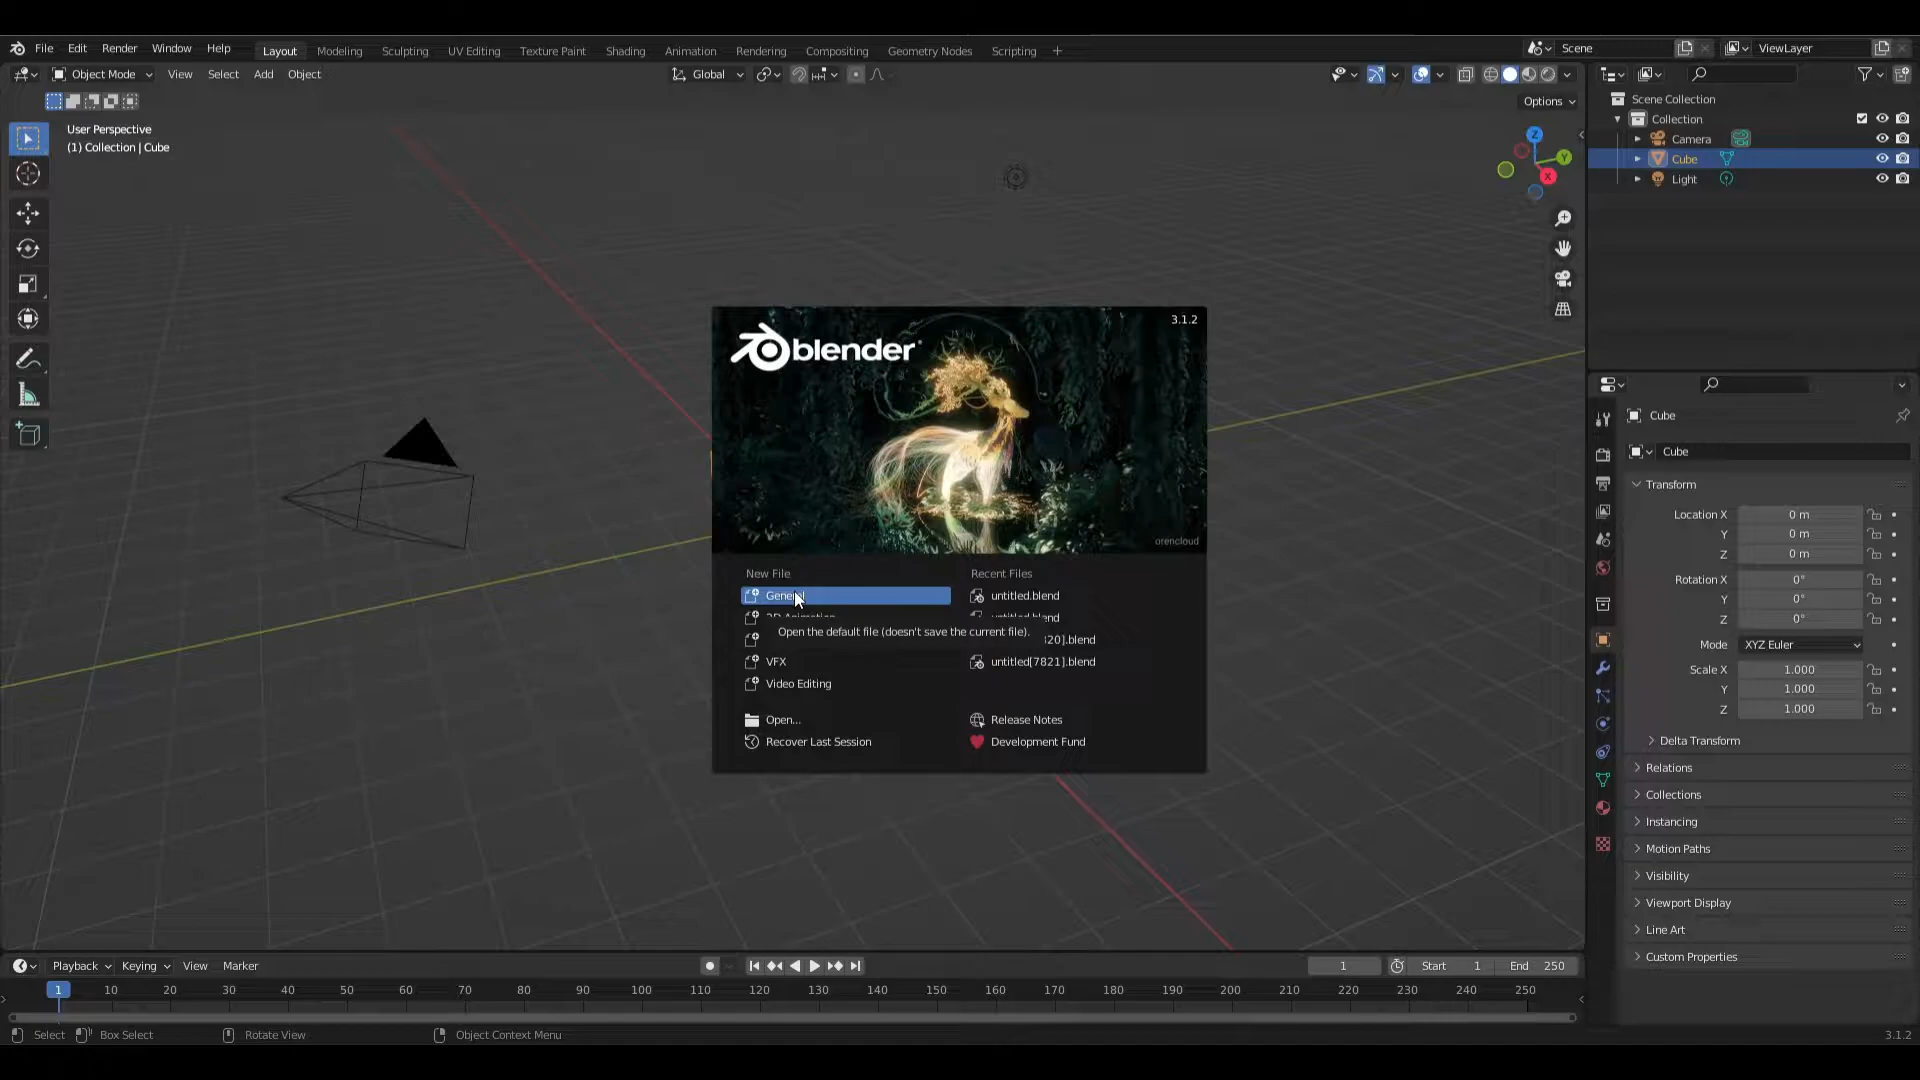 File Edit Render Window Help Layout Modeling Sculpting UV Editing Texture Paint Shading Animation Rendering Compositing Geometry Nodes Scripting + Scene ViewLayer
Object Mode View Select Add Object Global
Options
User Perspective
(1) Collection | Cube
Z
Y
X
Scene Collection
Collection
Camera
Cube
Light
3.1.2
blender
orencloud
New File
General
2D Animation
Open the default file (doesn't save the current file).
VFX
Video Editing
Open...
Recover Last Session
Recent Files
untitled.blend
untitled.blend
320].blend
untitled[7821].blend
Release Notes
Development Fund
Cube
Cube
Transform
Location X 0 m
Y 0 m
Z 0 m
Rotation X 0°
Y 0°
Z 0°
Mode XYZ Euler
Scale X 1.000
Y 1.000
Z 1.000
Delta Transform
Relations
Collections
Instancing
Motion Paths
Visibility
Viewport Display
Line Art
Custom Properties
Playback Keying View Marker 1 Start 1 End 250
1 10 20 30 40 50 60 70 80 90 100 110 120 130 140 150 160 170 180 190 200 210 220 230 240 250
Select Box Select Rotate View Object Context Menu 3.1.2